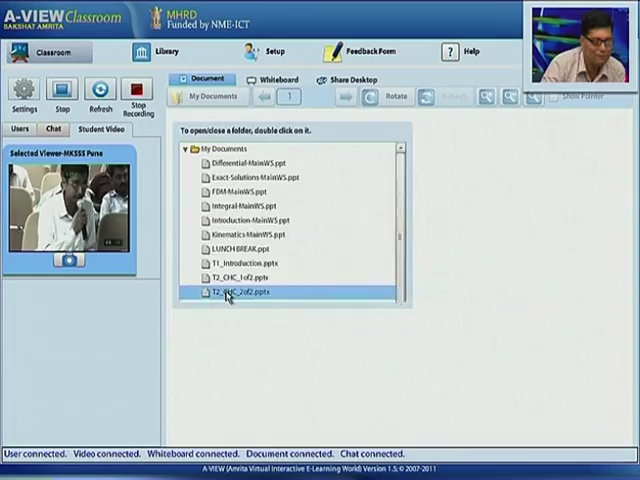 A-VIEW Classroom
SAKSHAT AMRITA
MHRD
Funded by NME-ICT
Classroom
Library
Setup
Feedback Form
? Help
Settings
Stop
Refresh
Stop Recording
Document
Whiteboard
Share Desktop
My Documents
1
Rotate
Show Pointer
Users
Chat
Student Video
Selected Viewer-MKSSS Pune
To open/close a folder, double click on it.
My Documents
Differential-MainWS.ppt
Exact-Solutions-MainWS.ppt
FDM-MainWS.ppt
Integral-MainWS.ppt
Introduction-MainWS.ppt
Kinematics-MainWS.ppt
LUNCH BREAK.ppt
T1_Introduction.pptx
T2_CHC_1of2.pptx
T2_CHC_2of2.pptx
User connected. Video connected. Whiteboard connected. Document connected. Chat connected.
A-VIEW (Amrita Virtual Interactive E-Learning World) Version 1.5; © 2007-2011